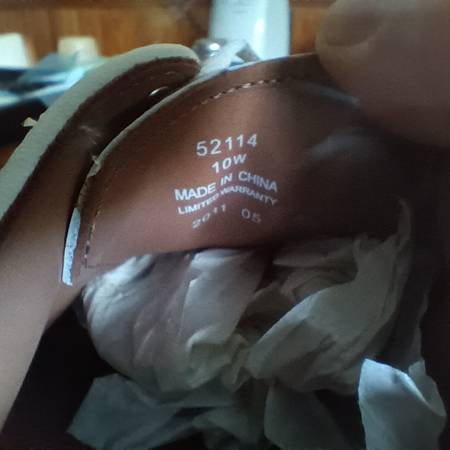 52114
10W
MADE IN CHINA
LIMITED WARRANTY
2011 05